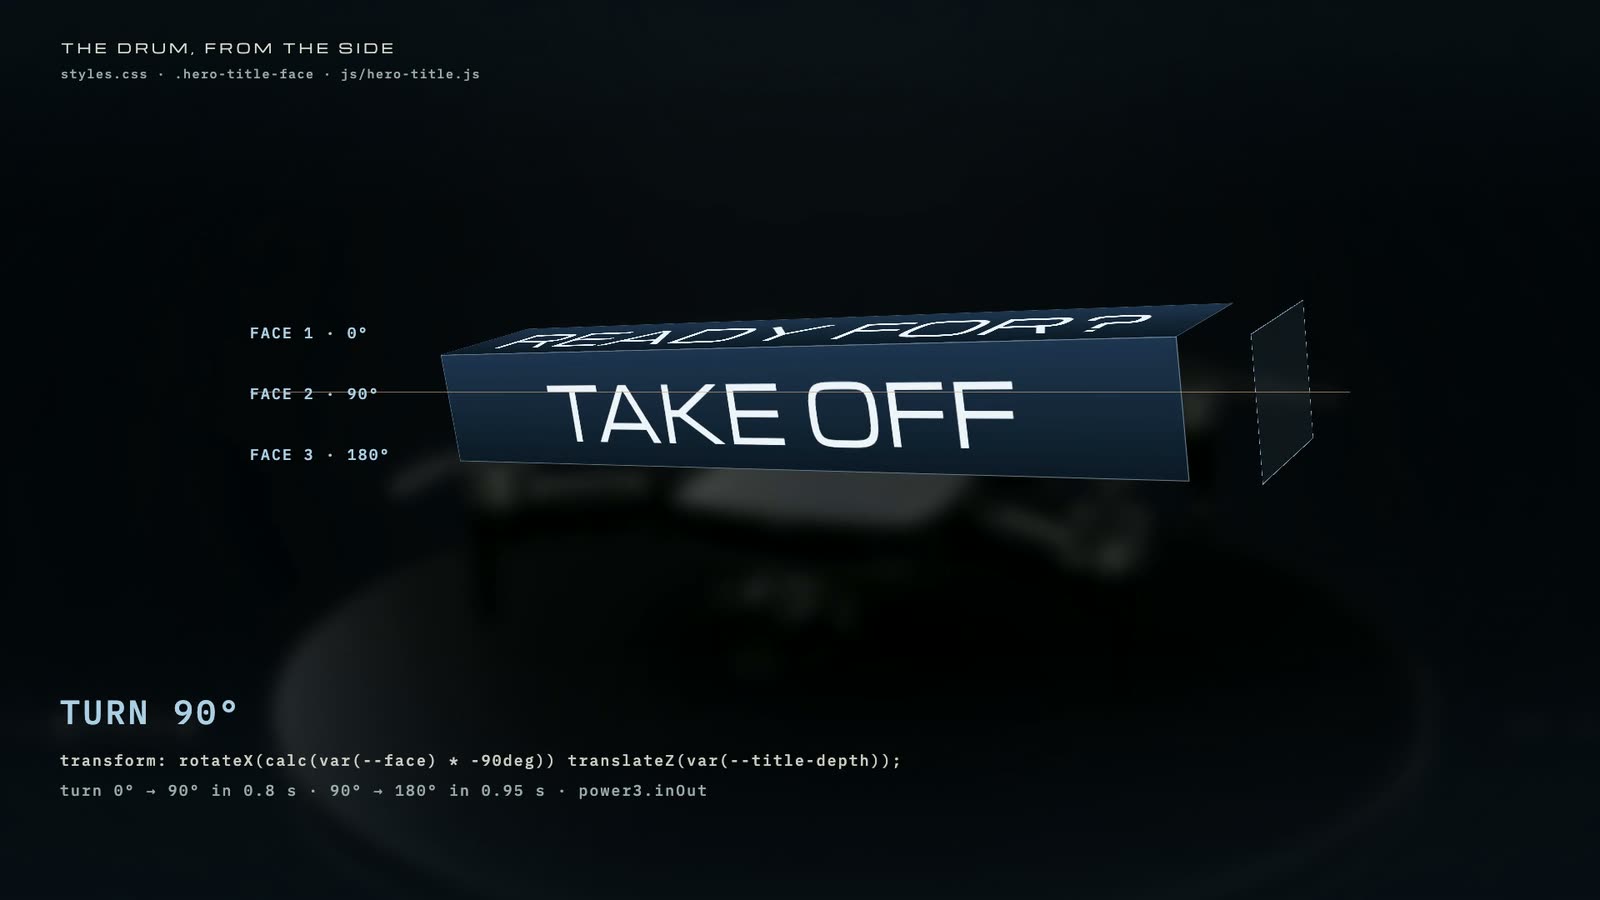 THE DRUM, FROM THE SIDE
styles.css · .hero-title-face · js/hero-title.js
FACE 1 · 0°
READY FOR?
FACE 2 · 90°
TAKE OFF
FACE 3 · 180°
TURN 90°
transform: rotateX(calc(var(--face) * -90deg)) translateZ(var(--title-depth));
turn 0° → 90° in 0.8 s · 90° → 180° in 0.95 s · power3.inOut